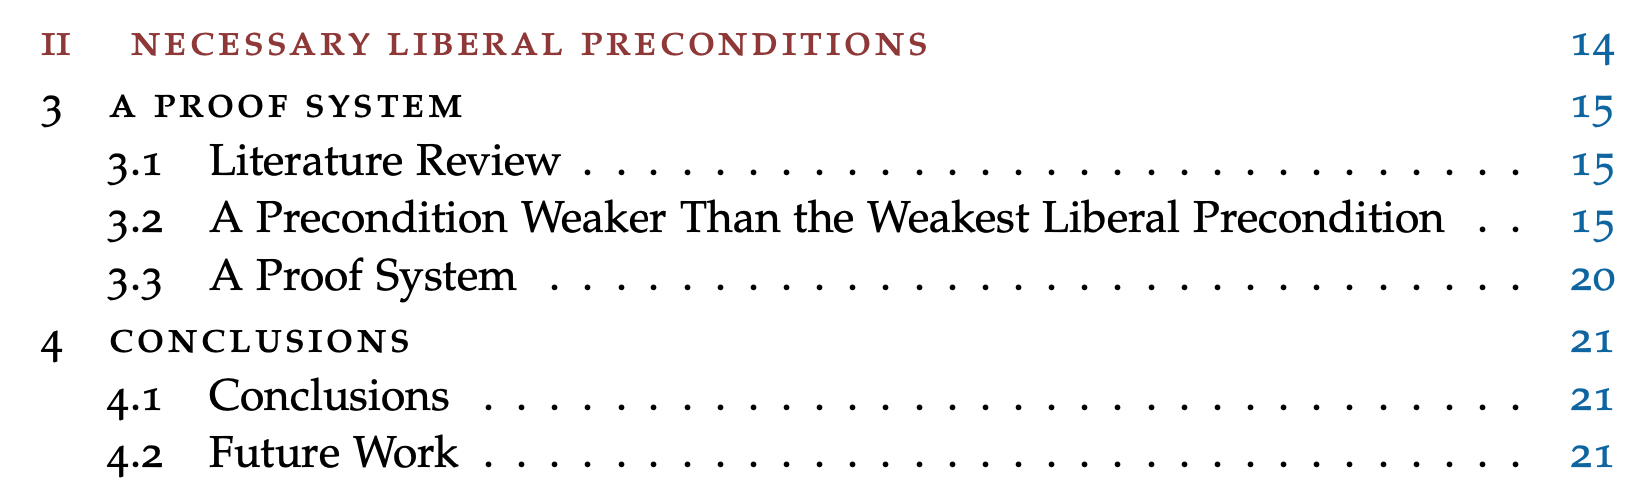 II NECESSARY LIBERAL PRECONDITIONS 14
3 A PROOF SYSTEM 15
3.1 Literature Review . . . . . . . . . . . . . . . . . . . . . . . . . . . . . 15
3.2 A Precondition Weaker Than the Weakest Liberal Precondition . . 15
3.3 A Proof System . . . . . . . . . . . . . . . . . . . . . . . . . . . . . . 20
4 CONCLUSIONS 21
4.1 Conclusions . . . . . . . . . . . . . . . . . . . . . . . . . . . . . . . . 21
4.2 Future Work . . . . . . . . . . . . . . . . . . . . . . . . . . . . . . . . 21